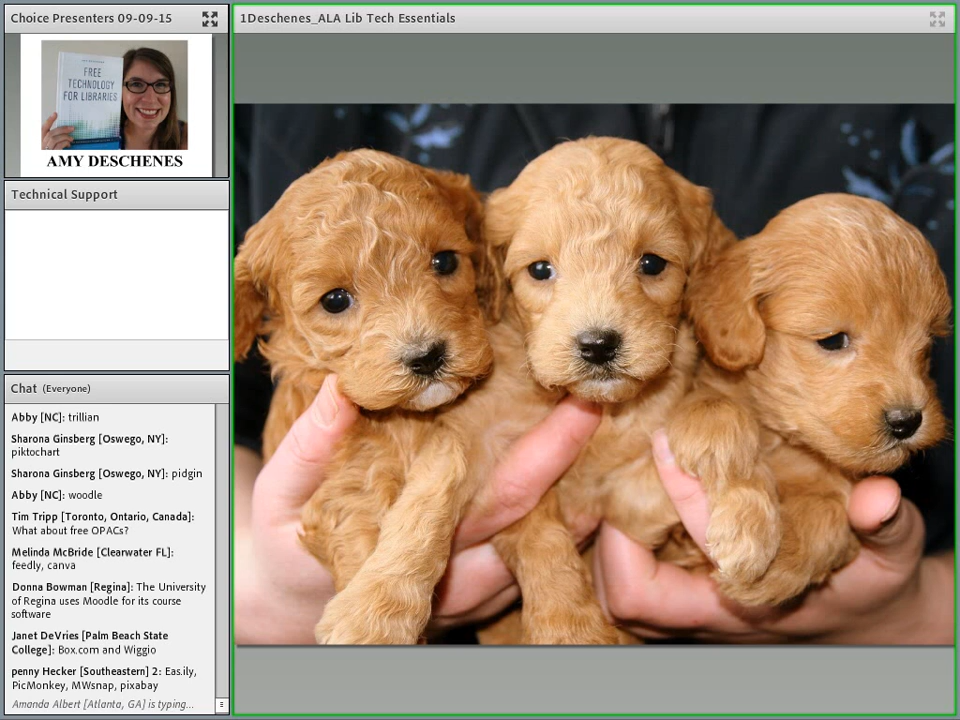 Choice Presenters 09-09-15
FREE
TECHNOLOGY
FOR LIBRARIES
AMY DESCHENES
Technical Support
Chat (Everyone)
Abby [NC]: trillian
Sharona Ginsberg [Oswego, NY]:
piktochart
Sharona Ginsberg [Oswego, NY]: pidgin
Abby [NC]: woodle
Tim Tripp [Toronto, Ontario, Canada]:
What about free OPACs?
Melinda McBride [Clearwater FL]:
feedly, canva
Donna Bowman [Regina]: The University
of Regina uses Moodle for its course
software
Janet DeVries [Palm Beach State
College]: Box.com and Wiggio
penny Hecker [Southeastern] 2: Eas.ily,
PicMonkey, MWsnap, pixabay
Amanda Albert [Atlanta, GA] is typing...
1Deschenes_ALA Lib Tech Essentials